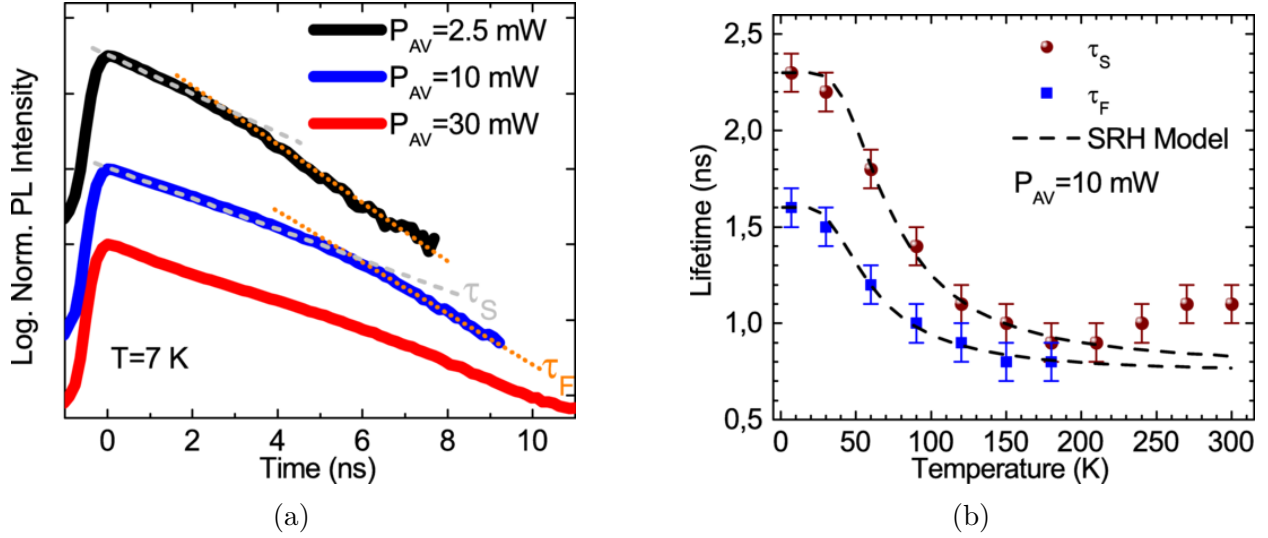 Log. Norm. PL Intensity
P_AV=2.5 mW
P_AV=10 mW
P_AV=30 mW
τ_S
τ_F
T=7 K
0 2 4 6 8 10
Time (ns)
(a)
Lifetime (ns)
2,5
2.0
1.5
1.0
0,5
τ_S
τ_F
SRH Model
P_AV=10 mW
0 50 100 150 200 250 300
Temperature (K)
(b)